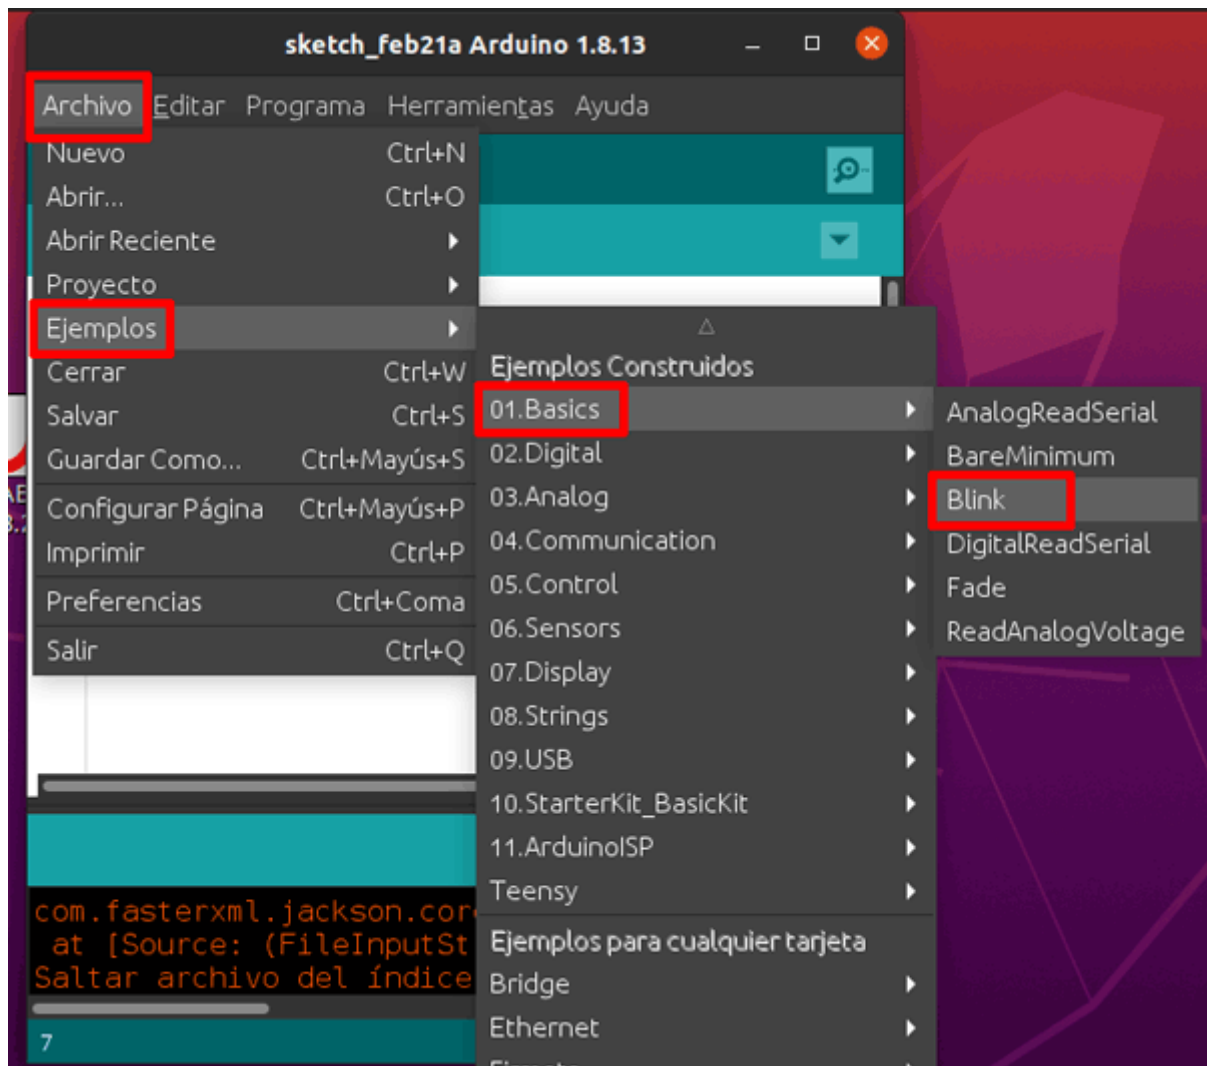 sketch_feb21a Arduino 1.8.13
Archivo Editar Programa Herramientas Ayuda
Nuevo Ctrl+N
Abrir... Ctrl+O
Abrir Reciente
Proyecto
Ejemplos
Cerrar Ctrl+W
Salvar Ctrl+S
Guardar Como... Ctrl+Mayús+S
Configurar Página Ctrl+Mayús+P
Imprimir Ctrl+P
Preferencias Ctrl+Coma
Salir Ctrl+Q
Ejemplos Construidos
01.Basics
02.Digital
03.Analog
04.Communication
05.Control
06.Sensors
07.Display
08.Strings
09.USB
10.StarterKit_BasicKit
11.ArduinoISP
Teensy
Ejemplos para cualquier tarjeta
Bridge
Ethernet
AnalogReadSerial
BareMinimum
Blink
DigitalReadSerial
Fade
ReadAnalogVoltage
com.fasterxml.jackson.cor
at [Source: (FileInputSt
Saltar archivo del índice
7